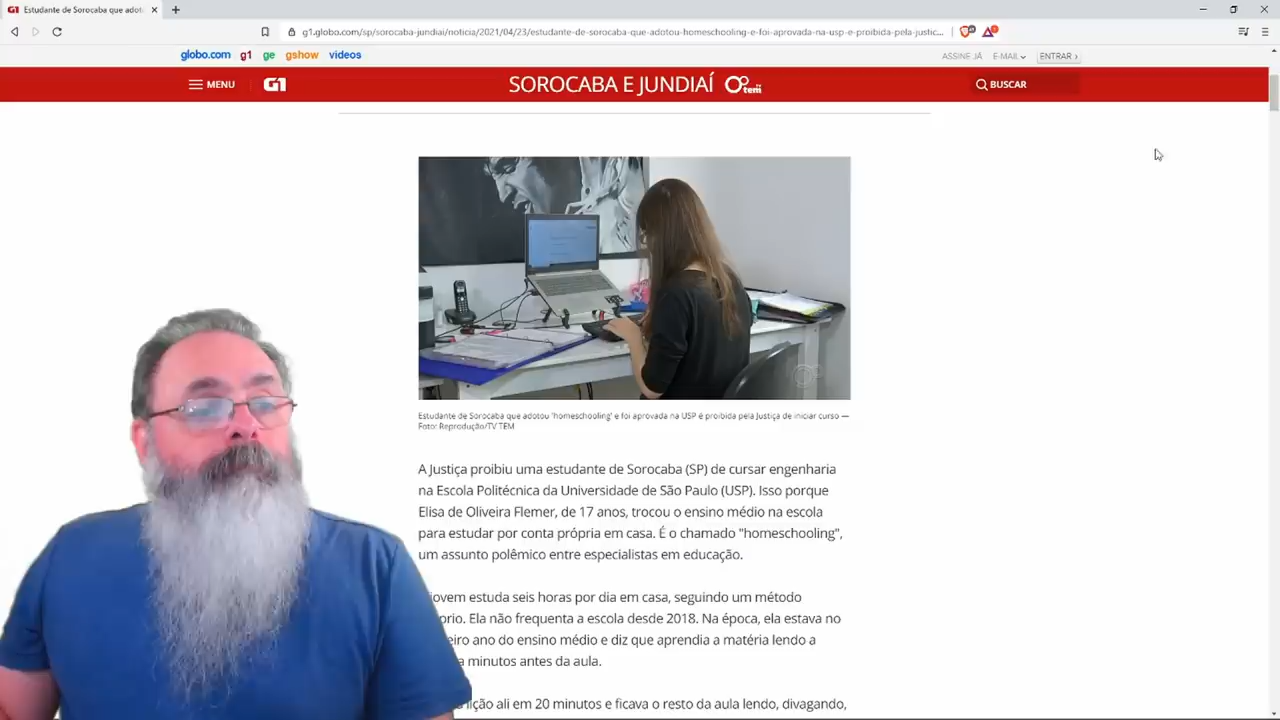 G1 Estudante de Sorocaba que adot
g1.globo.com/sp/sorocaba-jundiai/noticia/2021/04/23/estudante-de-sorocaba-que-adotou-homeschooling-e-foi-aprovada-na-usp-e-proibida-pela-justic...
globo.com g1 ge gshow videos
ASSINE JÁ E-MAIL ENTRAR ›
MENU G1 SOROCABA E JUNDIAÍ tem BUSCAR
Estudante de Sorocaba que adotou 'homeschooling' e foi aprovada na USP é proibida pela Justiça de iniciar curso —
Foto: Reprodução/TV TEM
A Justiça proibiu uma estudante de Sorocaba (SP) de cursar engenharia
na Escola Politécnica da Universidade de São Paulo (USP). Isso porque
Elisa de Oliveira Flemer, de 17 anos, trocou o ensino médio na escola
para estudar por conta própria em casa. É o chamado "homeschooling",
um assunto polêmico entre especialistas em educação.
jovem estuda seis horas por dia em casa, seguindo um método
Ela não frequenta a escola desde 2018. Na época, ela estava no
ano do ensino médio e diz que aprendia a matéria lendo a
minutos antes da aula.
ali em 20 minutos e ficava o resto da aula lendo, divagando,